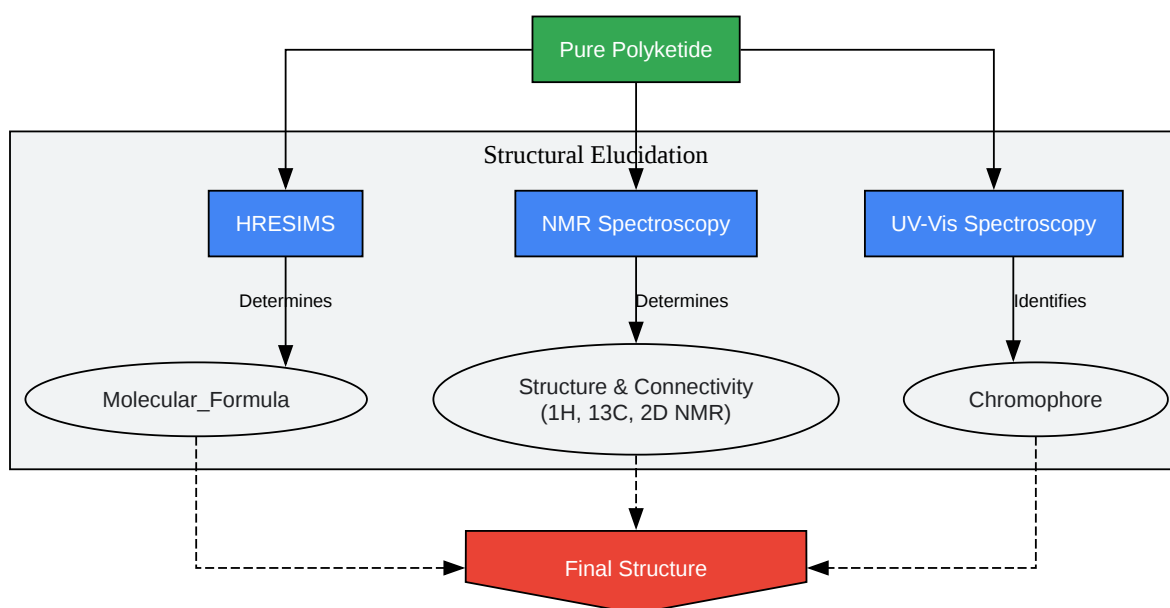 Pure Polyketide
Structural Elucidation
HRESIMS
NMR Spectroscopy
UV-Vis Spectroscopy
Determines
Determines
Identifies
Molecular_Formula
Structure & Connectivity
(1H, 13C, 2D NMR)
Chromophore
Final Structure